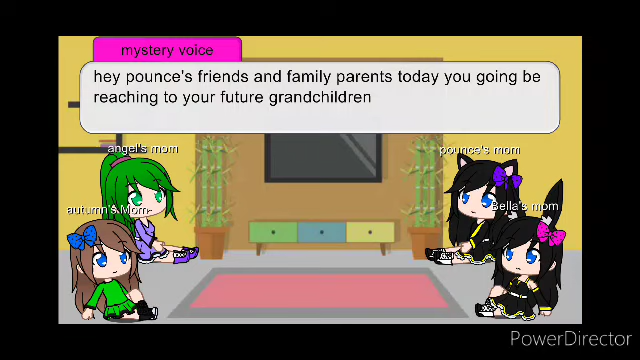 mystery voice
hey pounce's friends and family parents today you going be
reaching to your future grandchildren
angel's mom
pounce's mom
autumn's Mom
Bella's mom
PowerDirector